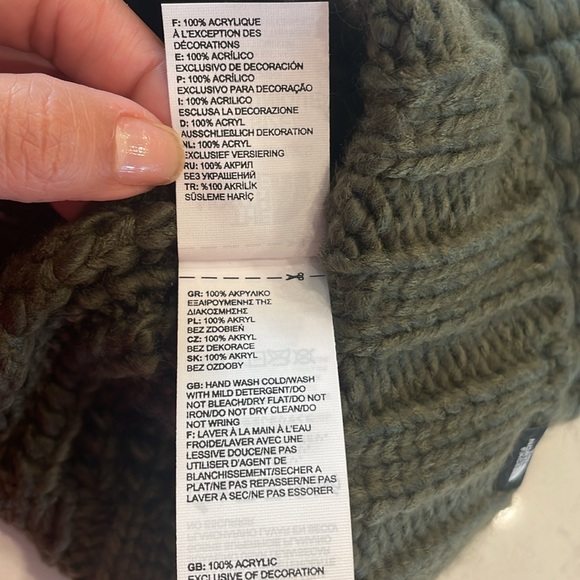 F: 100% ACRYLIQUE
À L'EXCEPTION DES
DÉCORATIONS
E: 100% ACRÍLICO
EXCLUSIVO DE DECORACIÓN
P: 100% ACRÍLICO
EXCLUSIVO PARA DECORAÇÃO
I: 100% ACRILICO
ESCLUSA LA DECORAZIONE
D: 100% ACRYL
AUSSCHLIEßLICH DEKORATION
NL: 100% ACRYL
EXCLUSIEF VERSIERING
RU: 100% АКРИЛ
БЕЗ УКРАШЕНИЙ
TR: %100 AKRİLİK
SÜSLEME HARİÇ
GR: 100% ΑΚΡΥΛΙΚΟ
ΕΞΑΙΡΟΥΜΕΝΗΣ ΤΗΣ
ΔΙΑΚΟΣΜΗΣΗΣ
PL: 100% AKRYL
BEZ ZDOBIEŃ
CZ: 100% AKRYL
BEZ DEKORACE
SK: 100% AKRYL
BEZ OZDOBY
GB: HAND WASH COLD/WASH
WITH MILD DETERGENT/DO
NOT BLEACH/DRY FLAT/DO NOT
IRON/DO NOT DRY CLEAN/DO
NOT WRING
F: LAVER À LA MAIN À L'EAU
FROIDE/LAVER AVEC UNE
LESSIVE DOUCE/NE PAS
UTILISER D'AGENT DE
BLANCHISSEMENT/SECHER A
PLAT/NE PAS REPASSER/NE PAS
LAVER A SEC/NE PAS ESSORER
GB: 100% ACRYLIC
EXCLUSIVE OF DECORATION